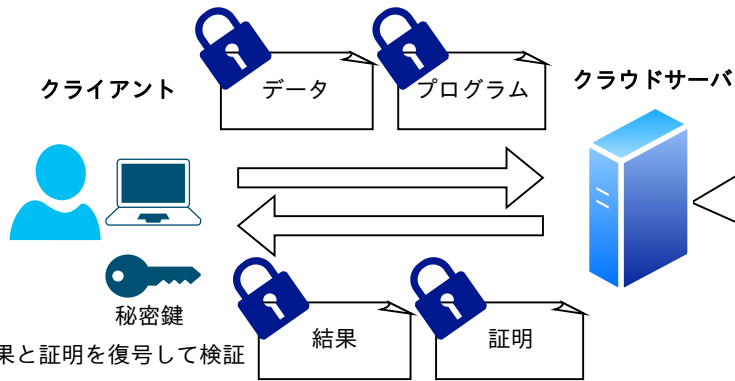 クライアント
データ
プログラム
クラウドサーバ
秘密鍵
果と証明を復号して検証
結果
証明